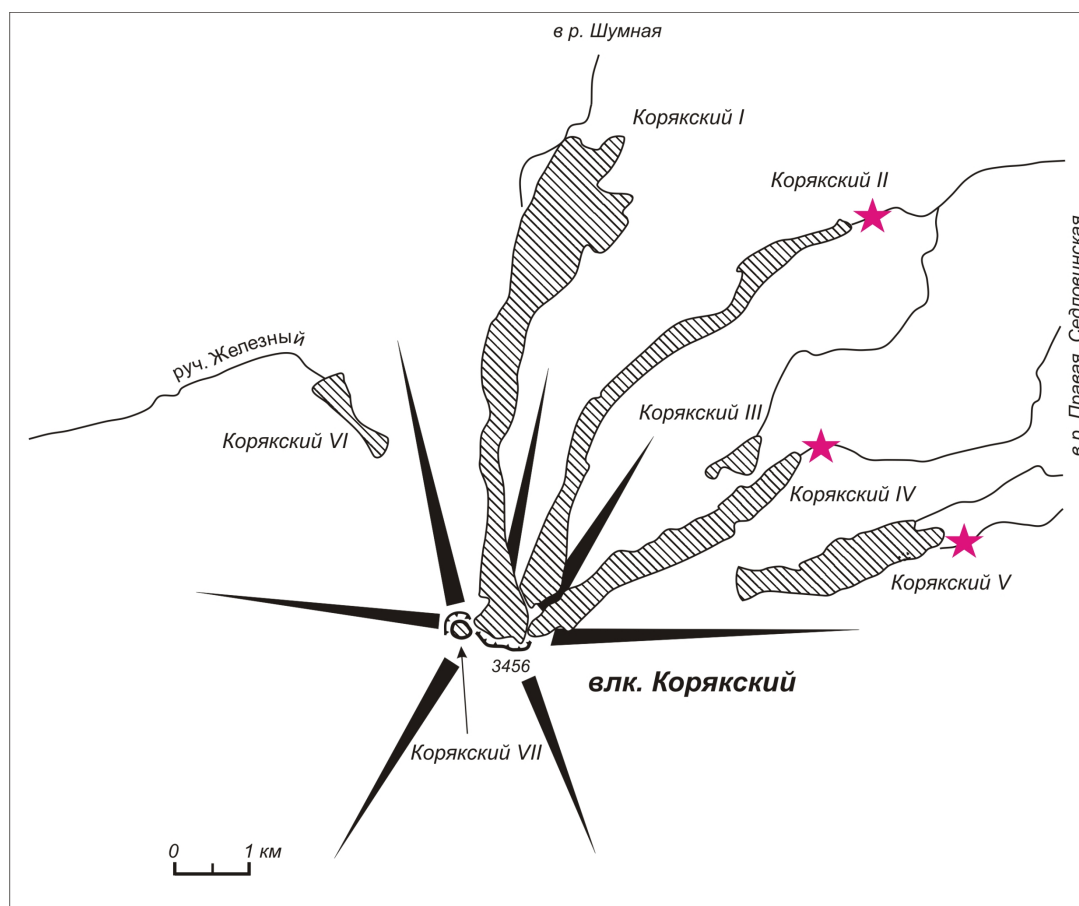 в р. Шумная
Корякский I
Корякский II
в р. Правая Седловинская
руч. Железный
Корякский III
Корякский VI
Корякский IV
Корякский V
3456
влк. Корякский
Корякский VII
0 1 км